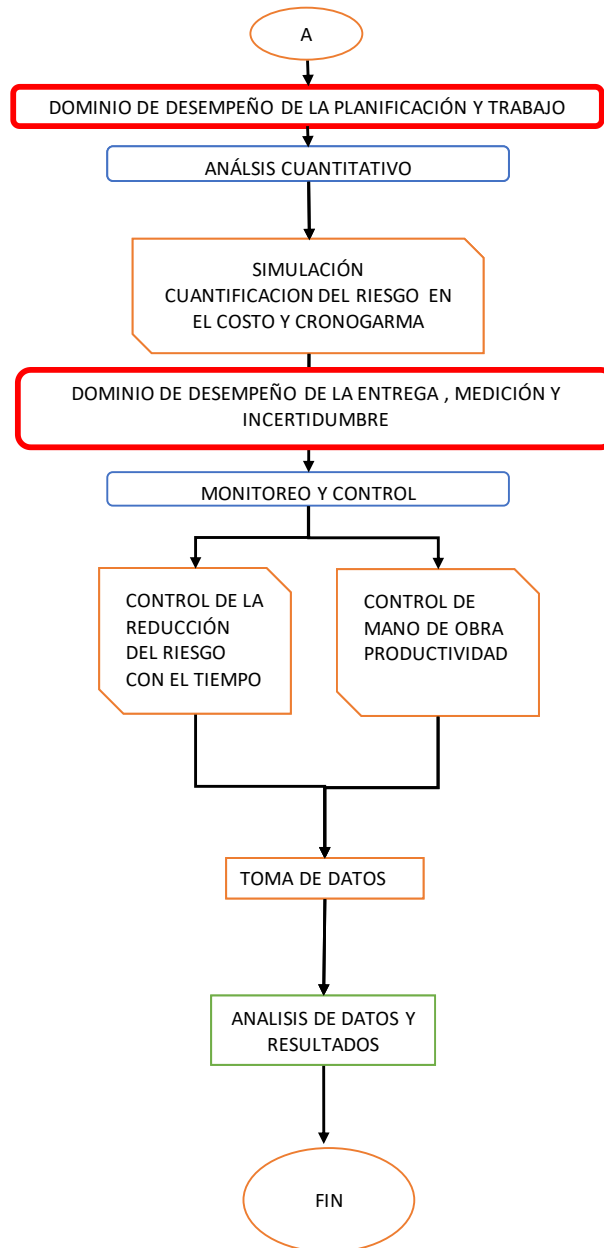 A
DOMINIO DE DESEMPEÑO DE LA PLANIFICACIÓN Y TRABAJO
ANÁLSIS CUANTITATIVO
SIMULACIÓN
CUANTIFICACION DEL RIESGO EN
EL COSTO Y CRONOGARMA
DOMINIO DE DESEMPEÑO DE LA ENTREGA , MEDICIÓN Y
INCERTIDUMBRE
MONITOREO Y CONTROL
CONTROL DE LA
REDUCCIÓN
DEL RIESGO
CON EL TIEMPO
CONTROL DE
MANO DE OBRA
PRODUCTIVIDAD
TOMA DE DATOS
ANALISIS DE DATOS Y
RESULTADOS
FIN